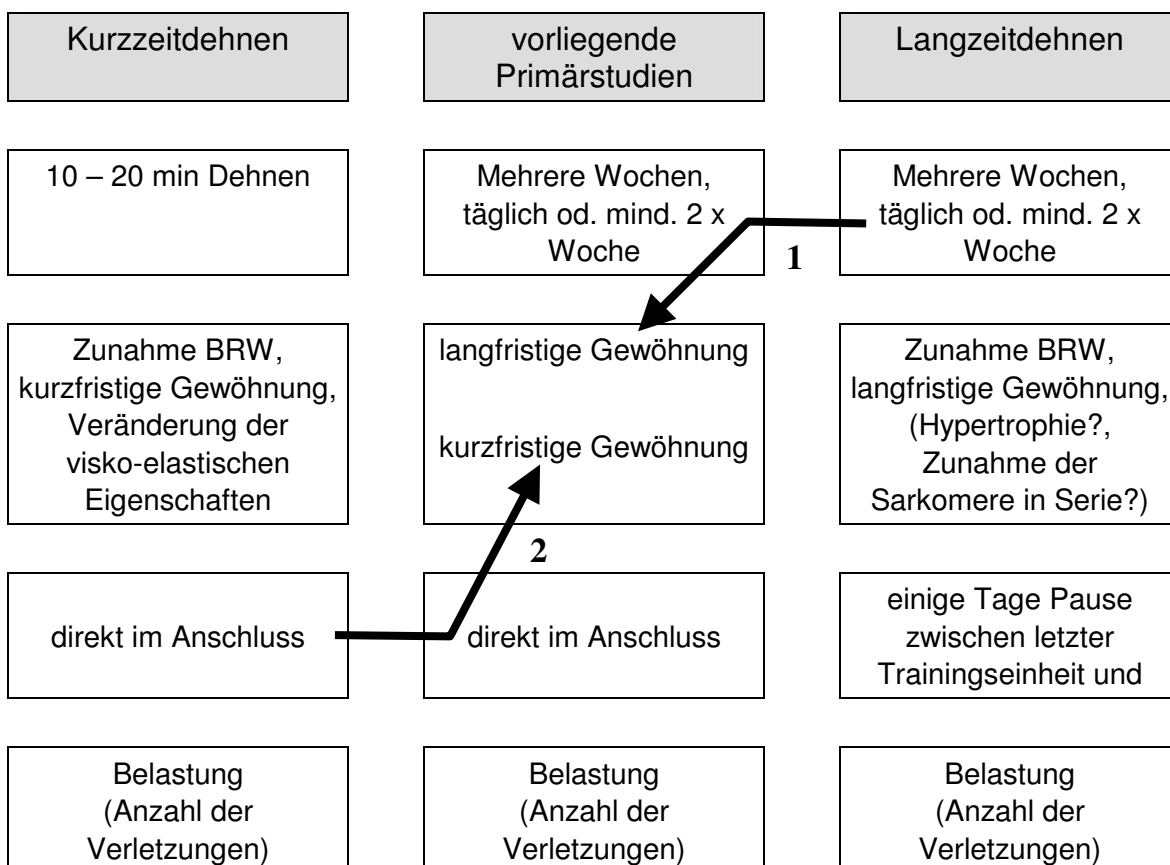 Kurzzeitdehnen
vorliegende
Primärstudien
Langzeitdehnen
10 – 20 min Dehnen
Mehrere Wochen,
täglich od. mind. 2 x
Woche
Mehrere Wochen,
täglich od. mind. 2 x
Woche
1
Zunahme BRW,
kurzfristige Gewöhnung,
Veränderung der
visko-elastischen
Eigenschaften
langfristige Gewöhnung
kurzfristige Gewöhnung
Zunahme BRW,
langfristige Gewöhnung,
(Hypertrophie?,
Zunahme der
Sarkomere in Serie?)
2
direkt im Anschluss
direkt im Anschluss
einige Tage Pause
zwischen letzter
Trainingseinheit und
Belastung
(Anzahl der
Verletzungen)
Belastung
(Anzahl der
Verletzungen)
Belastung
(Anzahl der
Verletzungen)